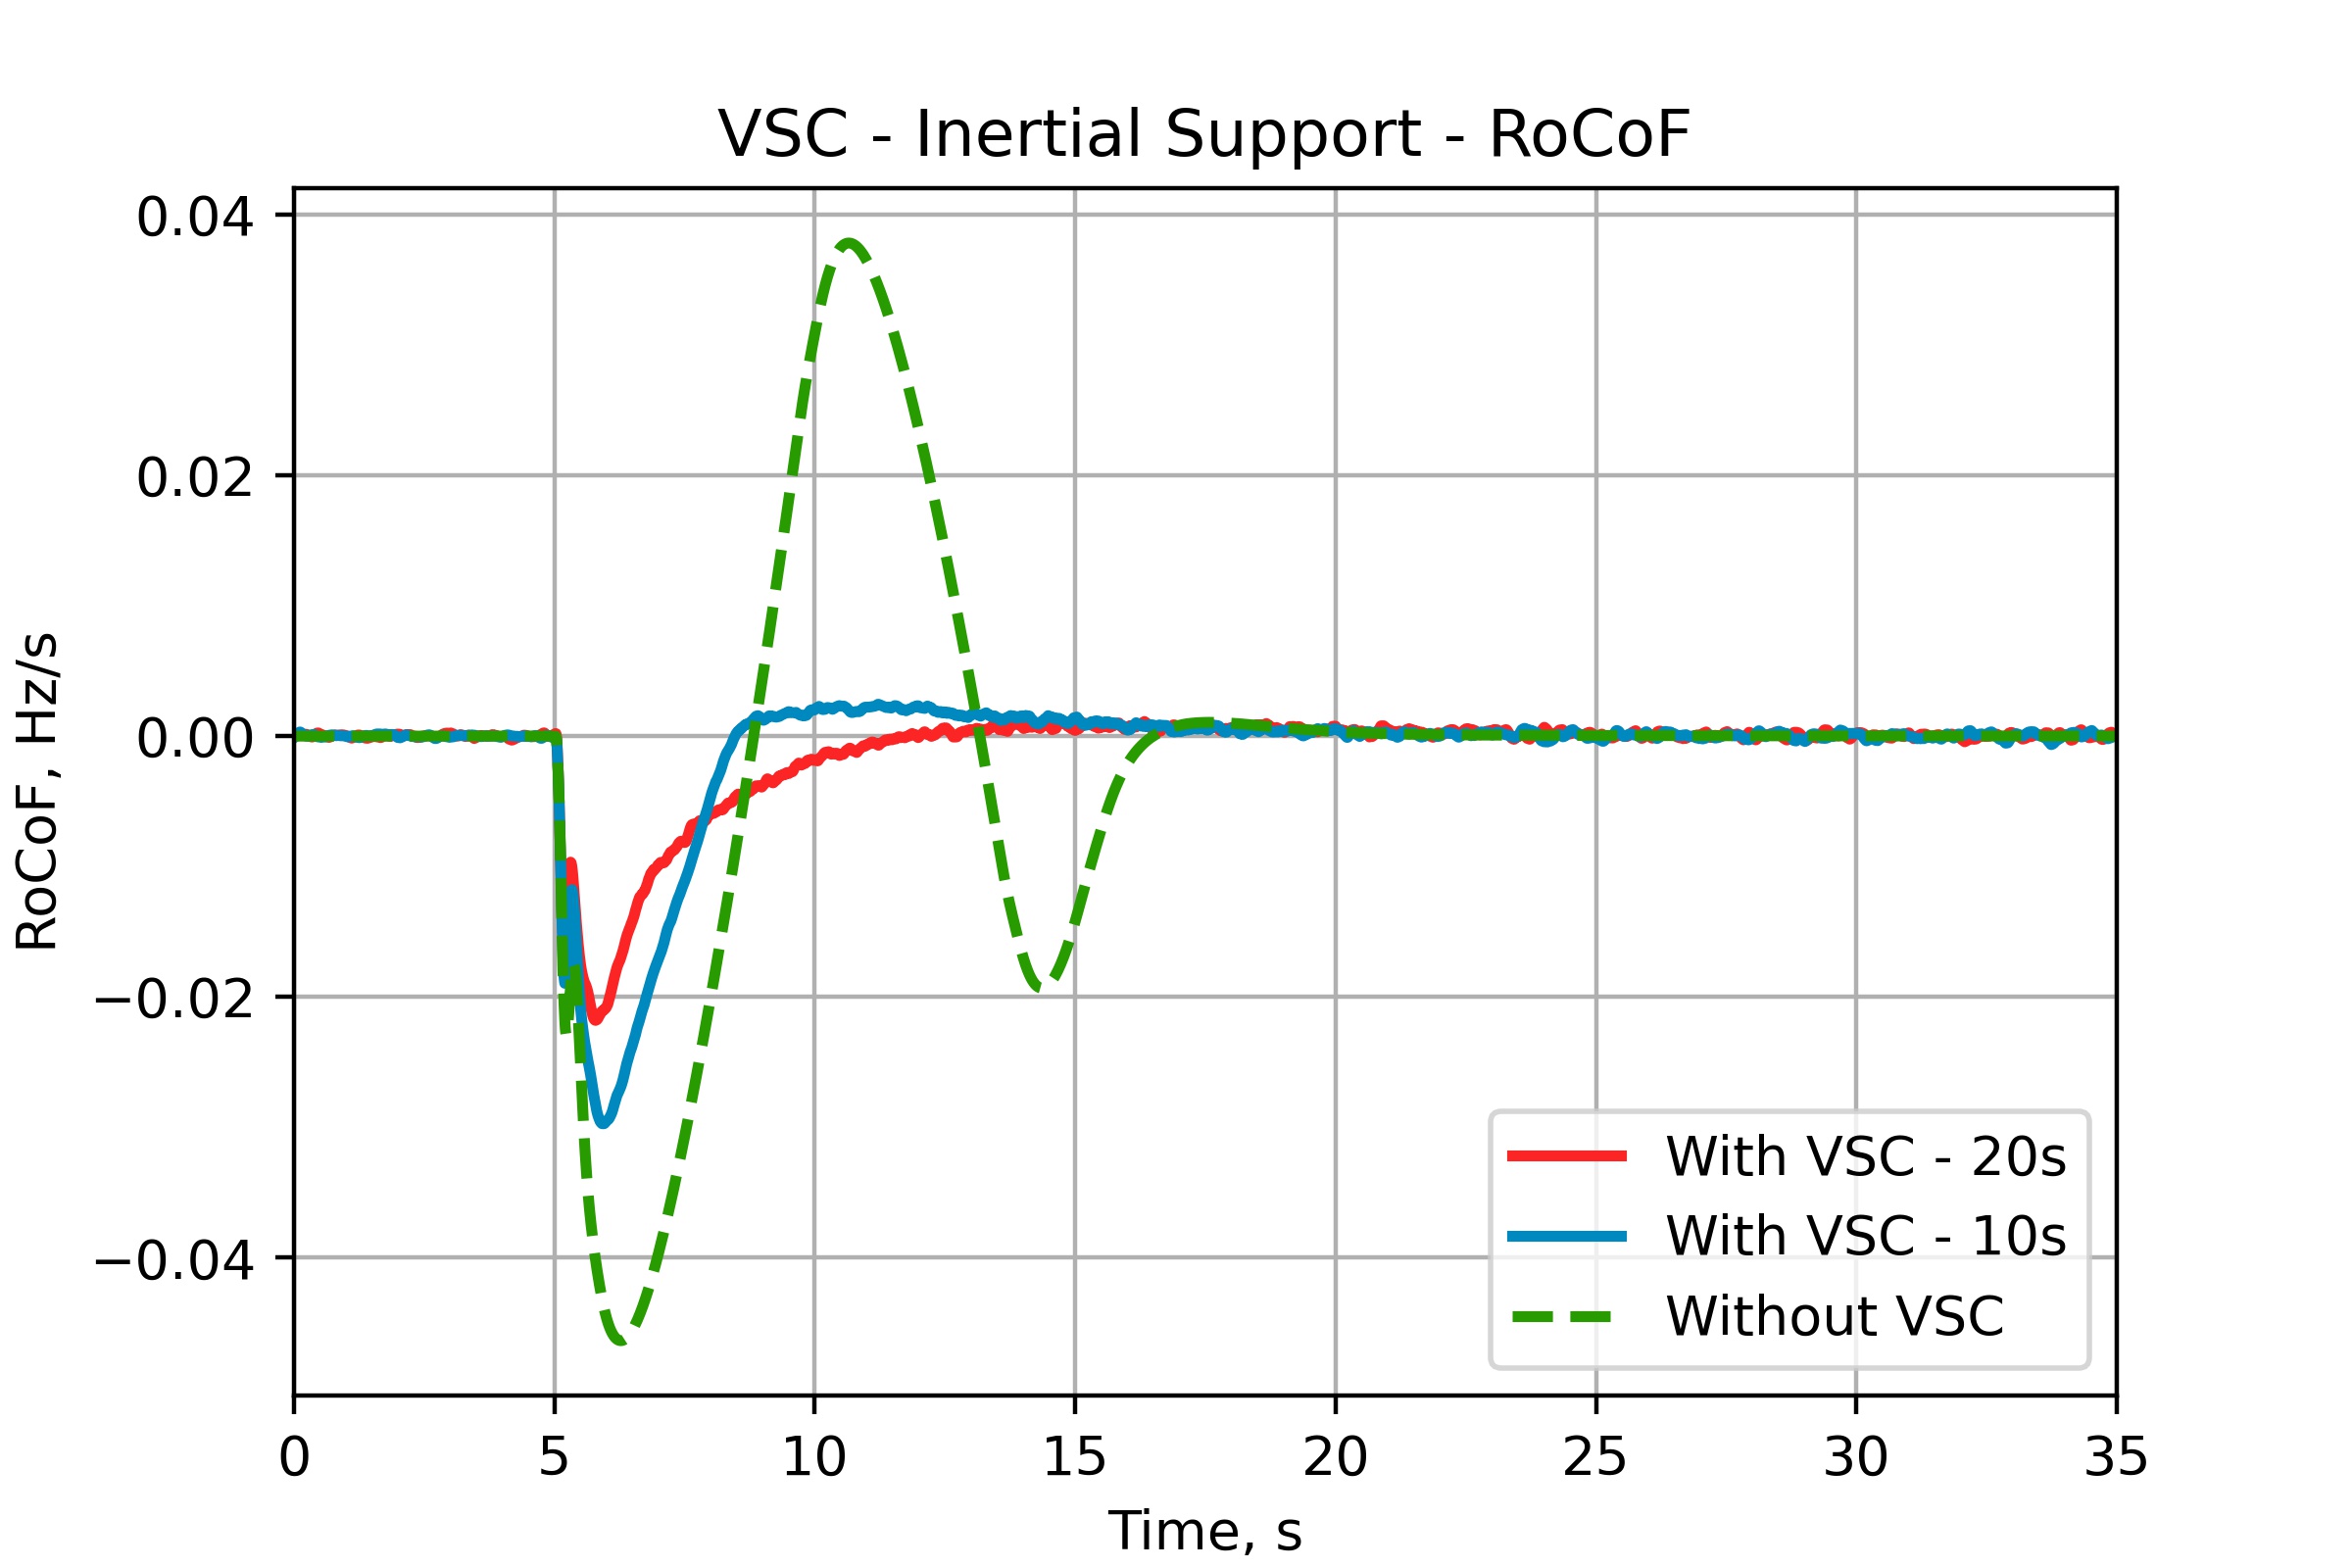 VSC - Inertial Support - RoCoF
0.04
0.02
0.00
−0.02
−0.04
RoCoF, Hz/s
With VSC - 20s
With VSC - 10s
Without VSC
0 5 10 15 20 25 30 35
Time, s